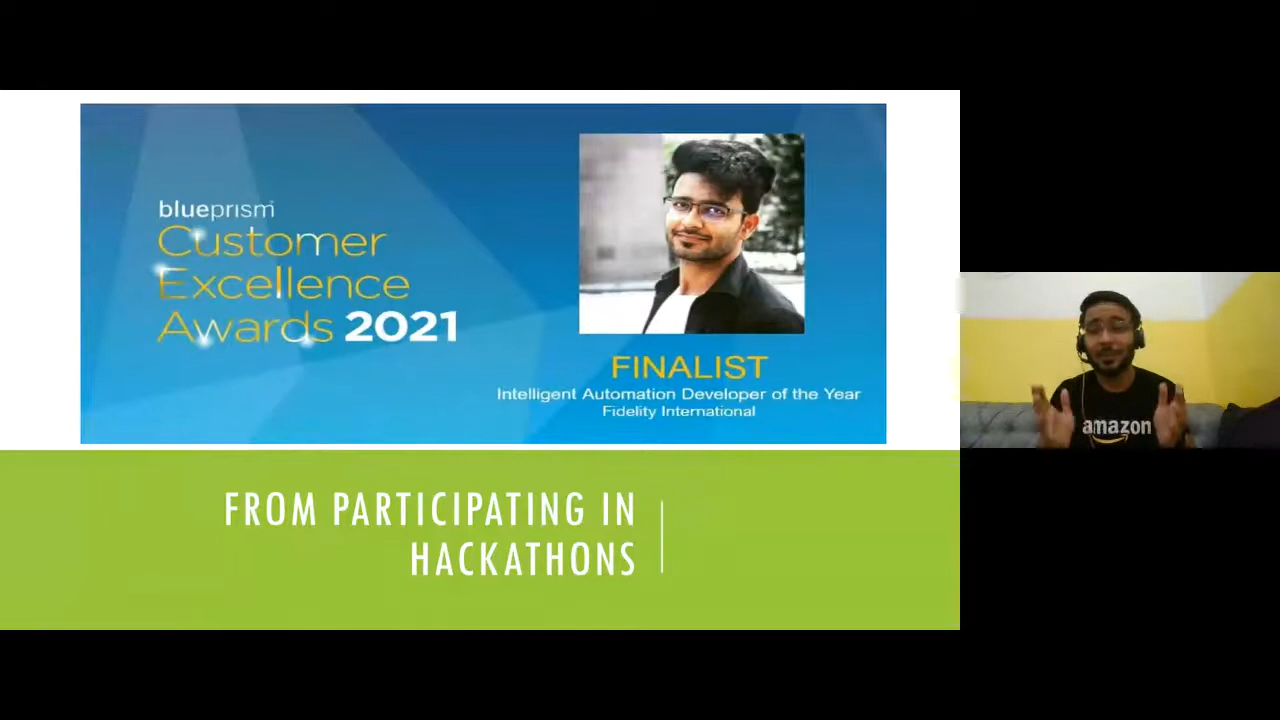 blueprism
Customer
Excellence
Awards 2021
FINALIST
Intelligent Automation Developer of the Year
Fidelity International
FROM PARTICIPATING IN
HACKATHONS
amazon